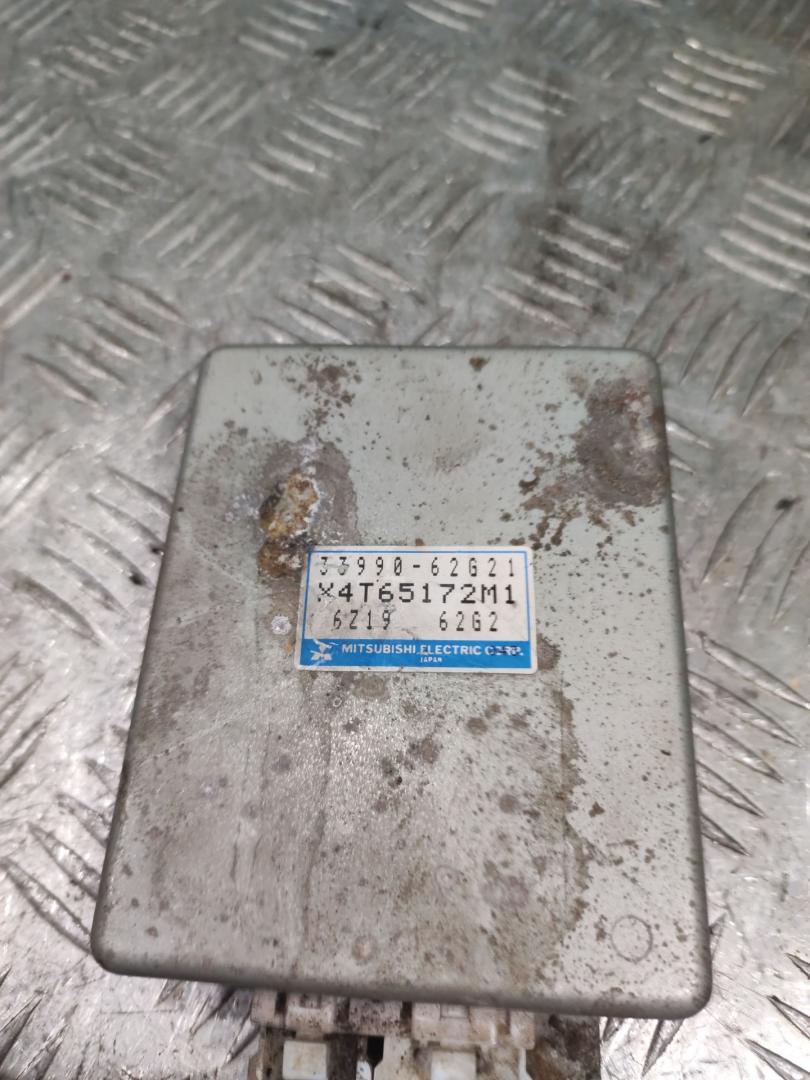 33990-62G21
X4T65172M1
6Z19 62G2
MITSUBISHI ELECTRIC CORP.
JAPAN